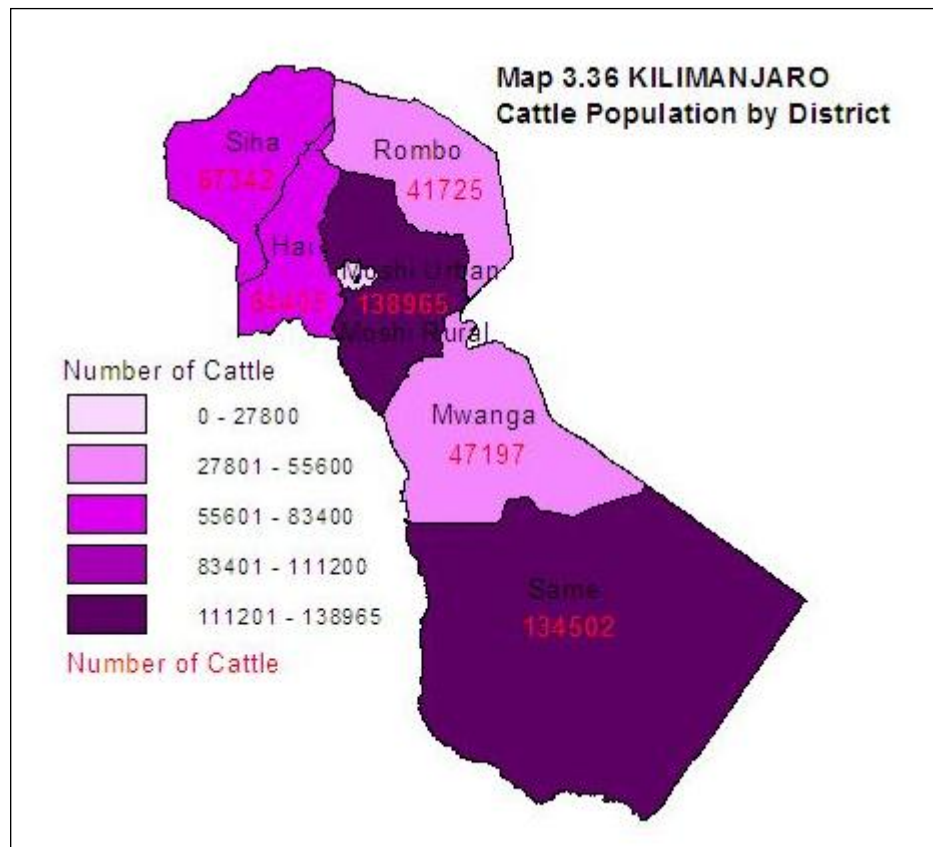 Map 3.36 KILIMANJARO
Cattle Population by District
Siha
67342
Rombo
41725
Hai
Moshi Urban
138965
Moshi Rural
Number of Cattle
0 - 27800
27801 - 55600
55601 - 83400
83401 - 111200
111201 - 138965
Number of Cattle
Mwanga
47197
Same
134502